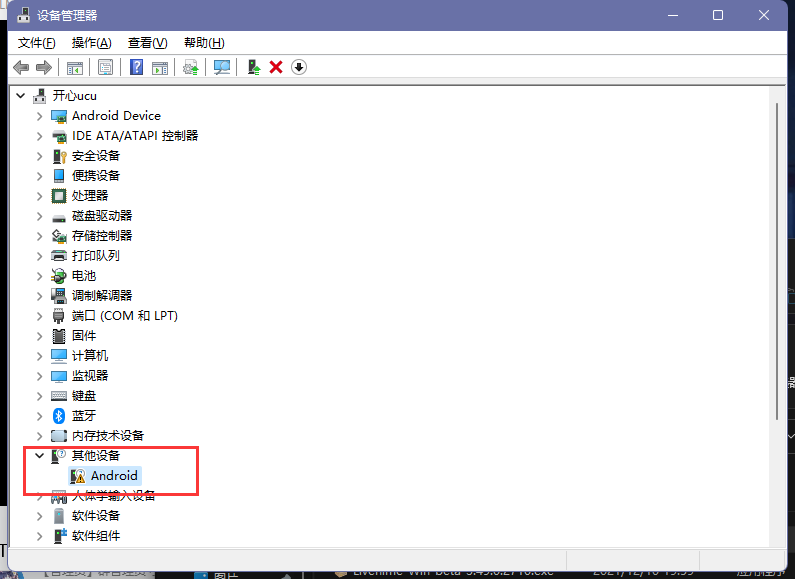 设备管理器
文件(F) 操作(A) 查看(V) 帮助(H)
开心ucu
Android Device
IDE ATA/ATAPI 控制器
安全设备
便携设备
处理器
磁盘驱动器
存储控制器
打印队列
电池
调制解调器
端口 (COM 和 LPT)
固件
计算机
监视器
键盘
蓝牙
内存技术设备
其他设备
Android
人体学输入设备
软件设备
软件组件